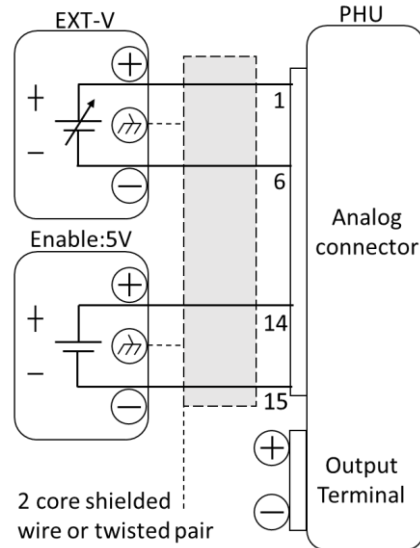 EXT-V
PHU
+
1
−
6
Analog
connector
Enable:5V
+
14
−
15
Output
Terminal
2 core shielded
wire or twisted pair